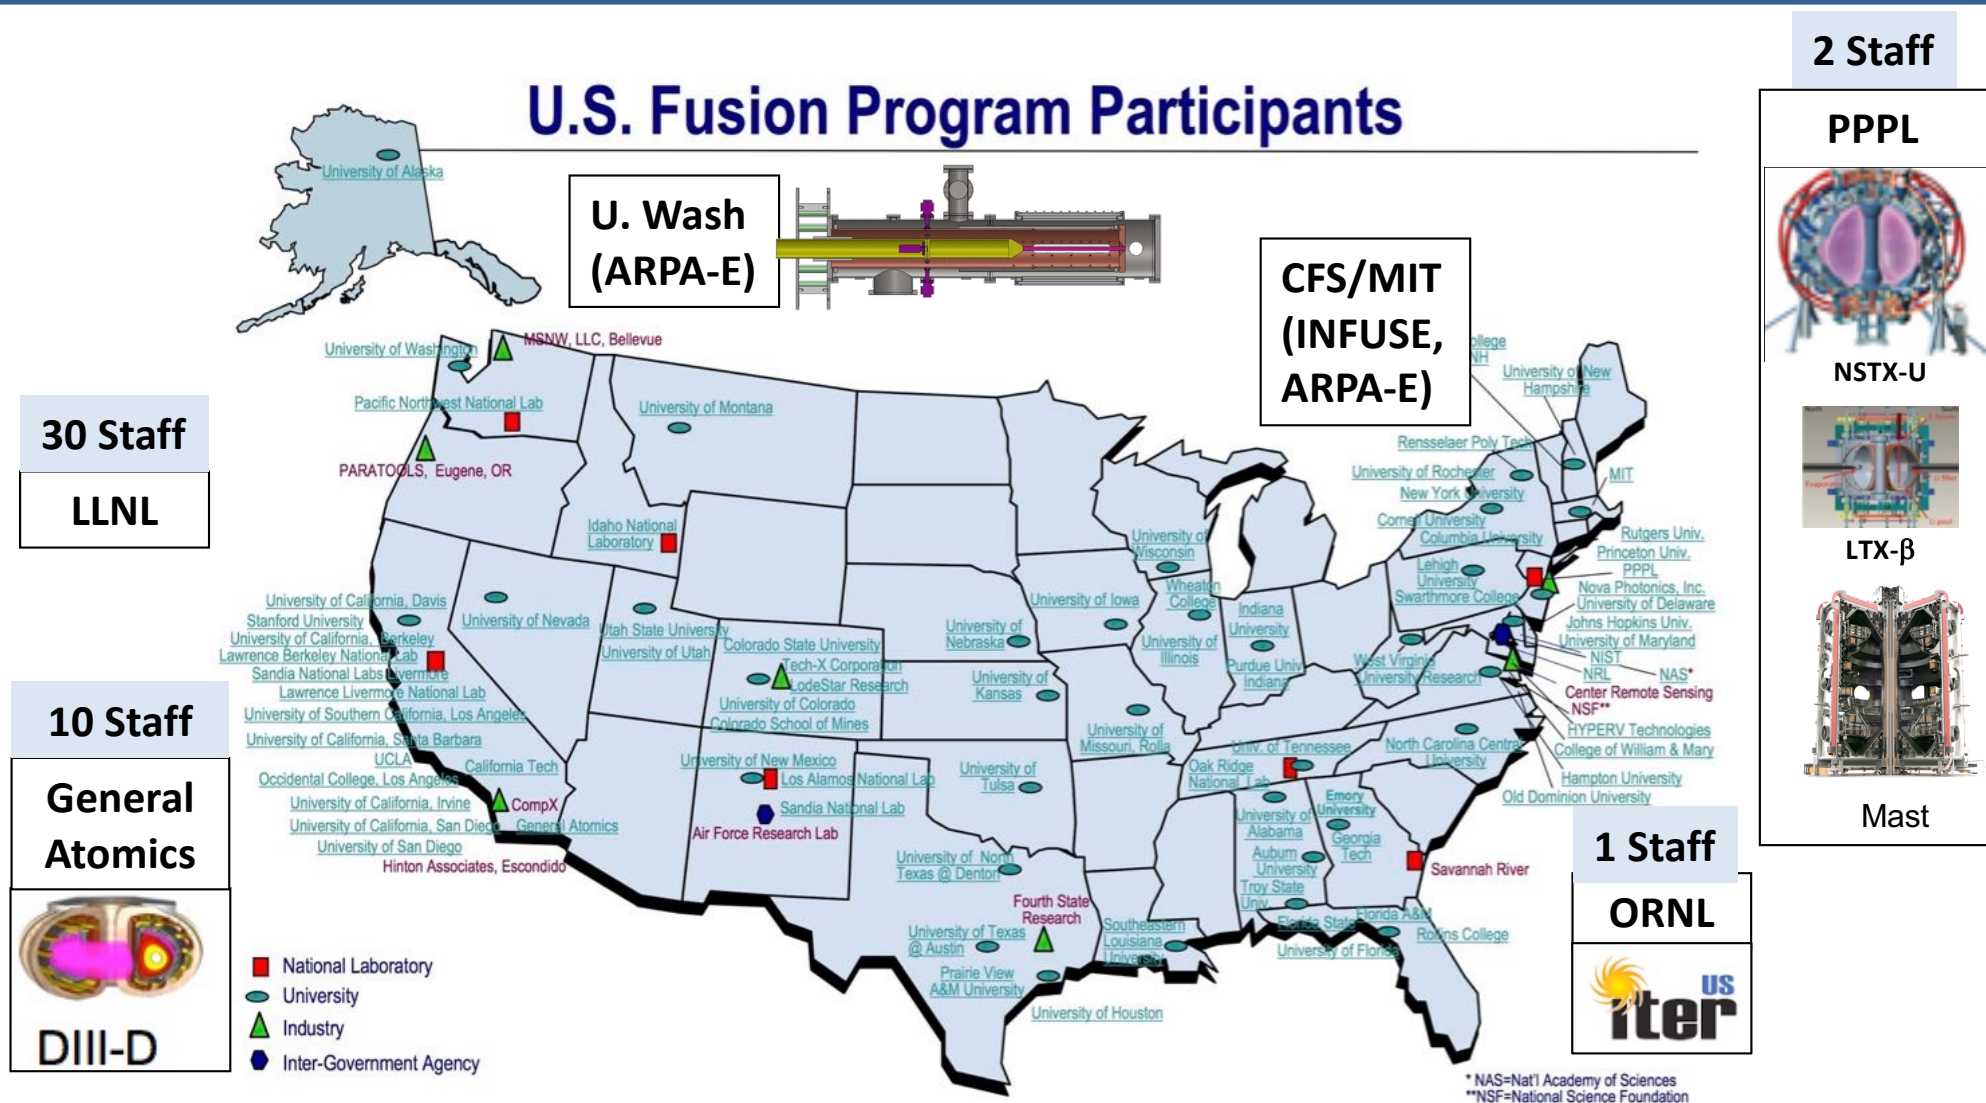 2 Staff
PPPL
NSTX-U
LTX-β
Mast
U.S. Fusion Program Participants
University of Alaska
U. Wash
(ARPA-E)
CFS/MIT
(INFUSE,
ARPA-E)
30 Staff
LLNL
10 Staff
General
Atomics
DIII-D
1 Staff
ORNL
US
iter
University of Washington
MSNW, LLC, Bellevue
Pacific Northwest National Lab
PARATOOLS, Eugene, OR
University of Montana
Idaho National
Laboratory
University of California, Davis
Stanford University
University of California, Berkeley
Lawrence Berkeley National Lab
Sandia National Labs Livermore
Lawrence Livermore National Lab
University of Southern California, Los Angeles
University of California, Santa Barbara
UCLA
California Tech
Occidental College, Los Angeles
University of California, Irvine
CompX
University of California, San Diego
General Atomics
University of San Diego
Hinton Associates, Escondido
University of Nevada
Utah State University
University of Utah
Colorado State University
Tech-X Corporation
LodeStar Research
University of Colorado
Colorado School of Mines
University of New Mexico
Los Alamos National Lab
Sandia National Lab
Air Force Research Lab
University of
Nebraska
University of
Kansas
University of
Tulsa
University of North
Texas @ Denton
Fourth State
Research
University of Texas
@ Austin
Prairie View
A&M University
University of Houston
University of Iowa
University of
Missouri, Rolla
University of
Wisconsin
Wheaton
College
University of
Illinois
Indiana
University
Purdue Univ
Indiana
Univ. of Tennessee
Oak Ridge
National Lab
University of
Alabama
Auburn
University
Troy State
Univ.
Emory
University
Georgia
Tech
Savannah River
Southeastern
Louisiana
University
Florida State
Florida A&M
University of Florida
Rollins College
North Carolina Central
University
West Virginia
University Research
ollege
NH
University of New
Hampshire
Rensselaer Poly Tech
University of Rochester
MIT
New York University
Cornell University
Columbia University
Lehigh
University
Swarthmore College
Rutgers Univ.
Princeton Univ.
PPPL
Nova Photonics, Inc.
University of Delaware
Johns Hopkins Univ.
University of Maryland
NIST
NRL
NAS*
Center Remote Sensing
NSF**
HYPERV Technologies
College of William & Mary
Hampton University
Old Dominion University
National Laboratory
University
Industry
Inter-Government Agency
* NAS=Nat'l Academy of Sciences
**NSF=National Science Foundation
North
South